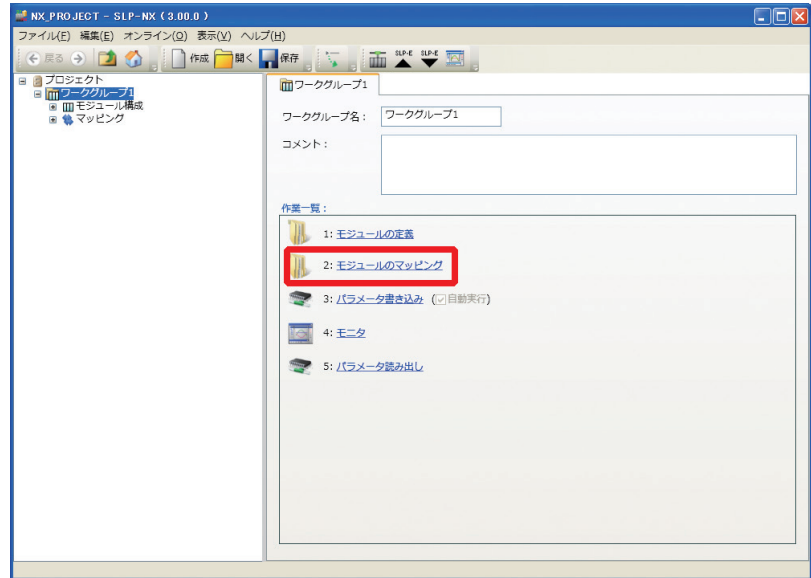 NX_PROJECT - SLP-NX ( 3.00.0 )
ファイル(F) 編集(E) オンライン(O) 表示(V) ヘルプ(H)
戻る 作成 開く 保存 SLP-E SLP-E
プロジェクト
ワークグループ1
モジュール構成
マッピング
ワークグループ1
ワークグループ名： ワークグループ1
コメント：
作業一覧：
1: モジュールの定義
2: モジュールのマッピング
3: パラメータ書き込み (自動実行)
4: モニタ
5: パラメータ読み出し